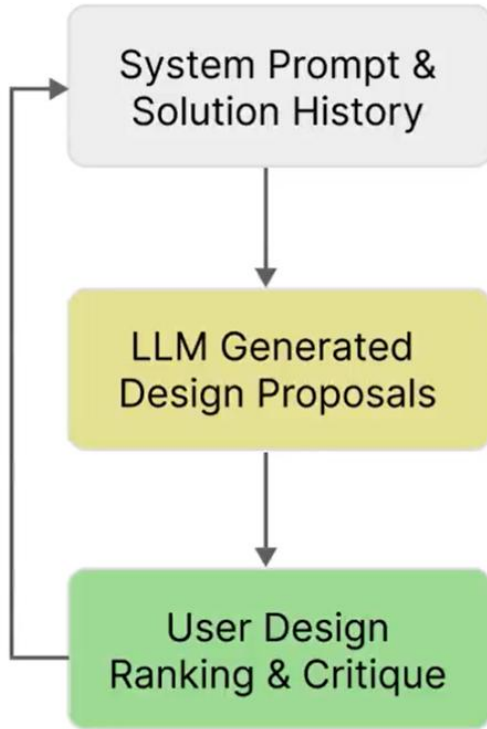 System Prompt &
Solution History
LLM Generated
Design Proposals
User Design
Ranking & Critique